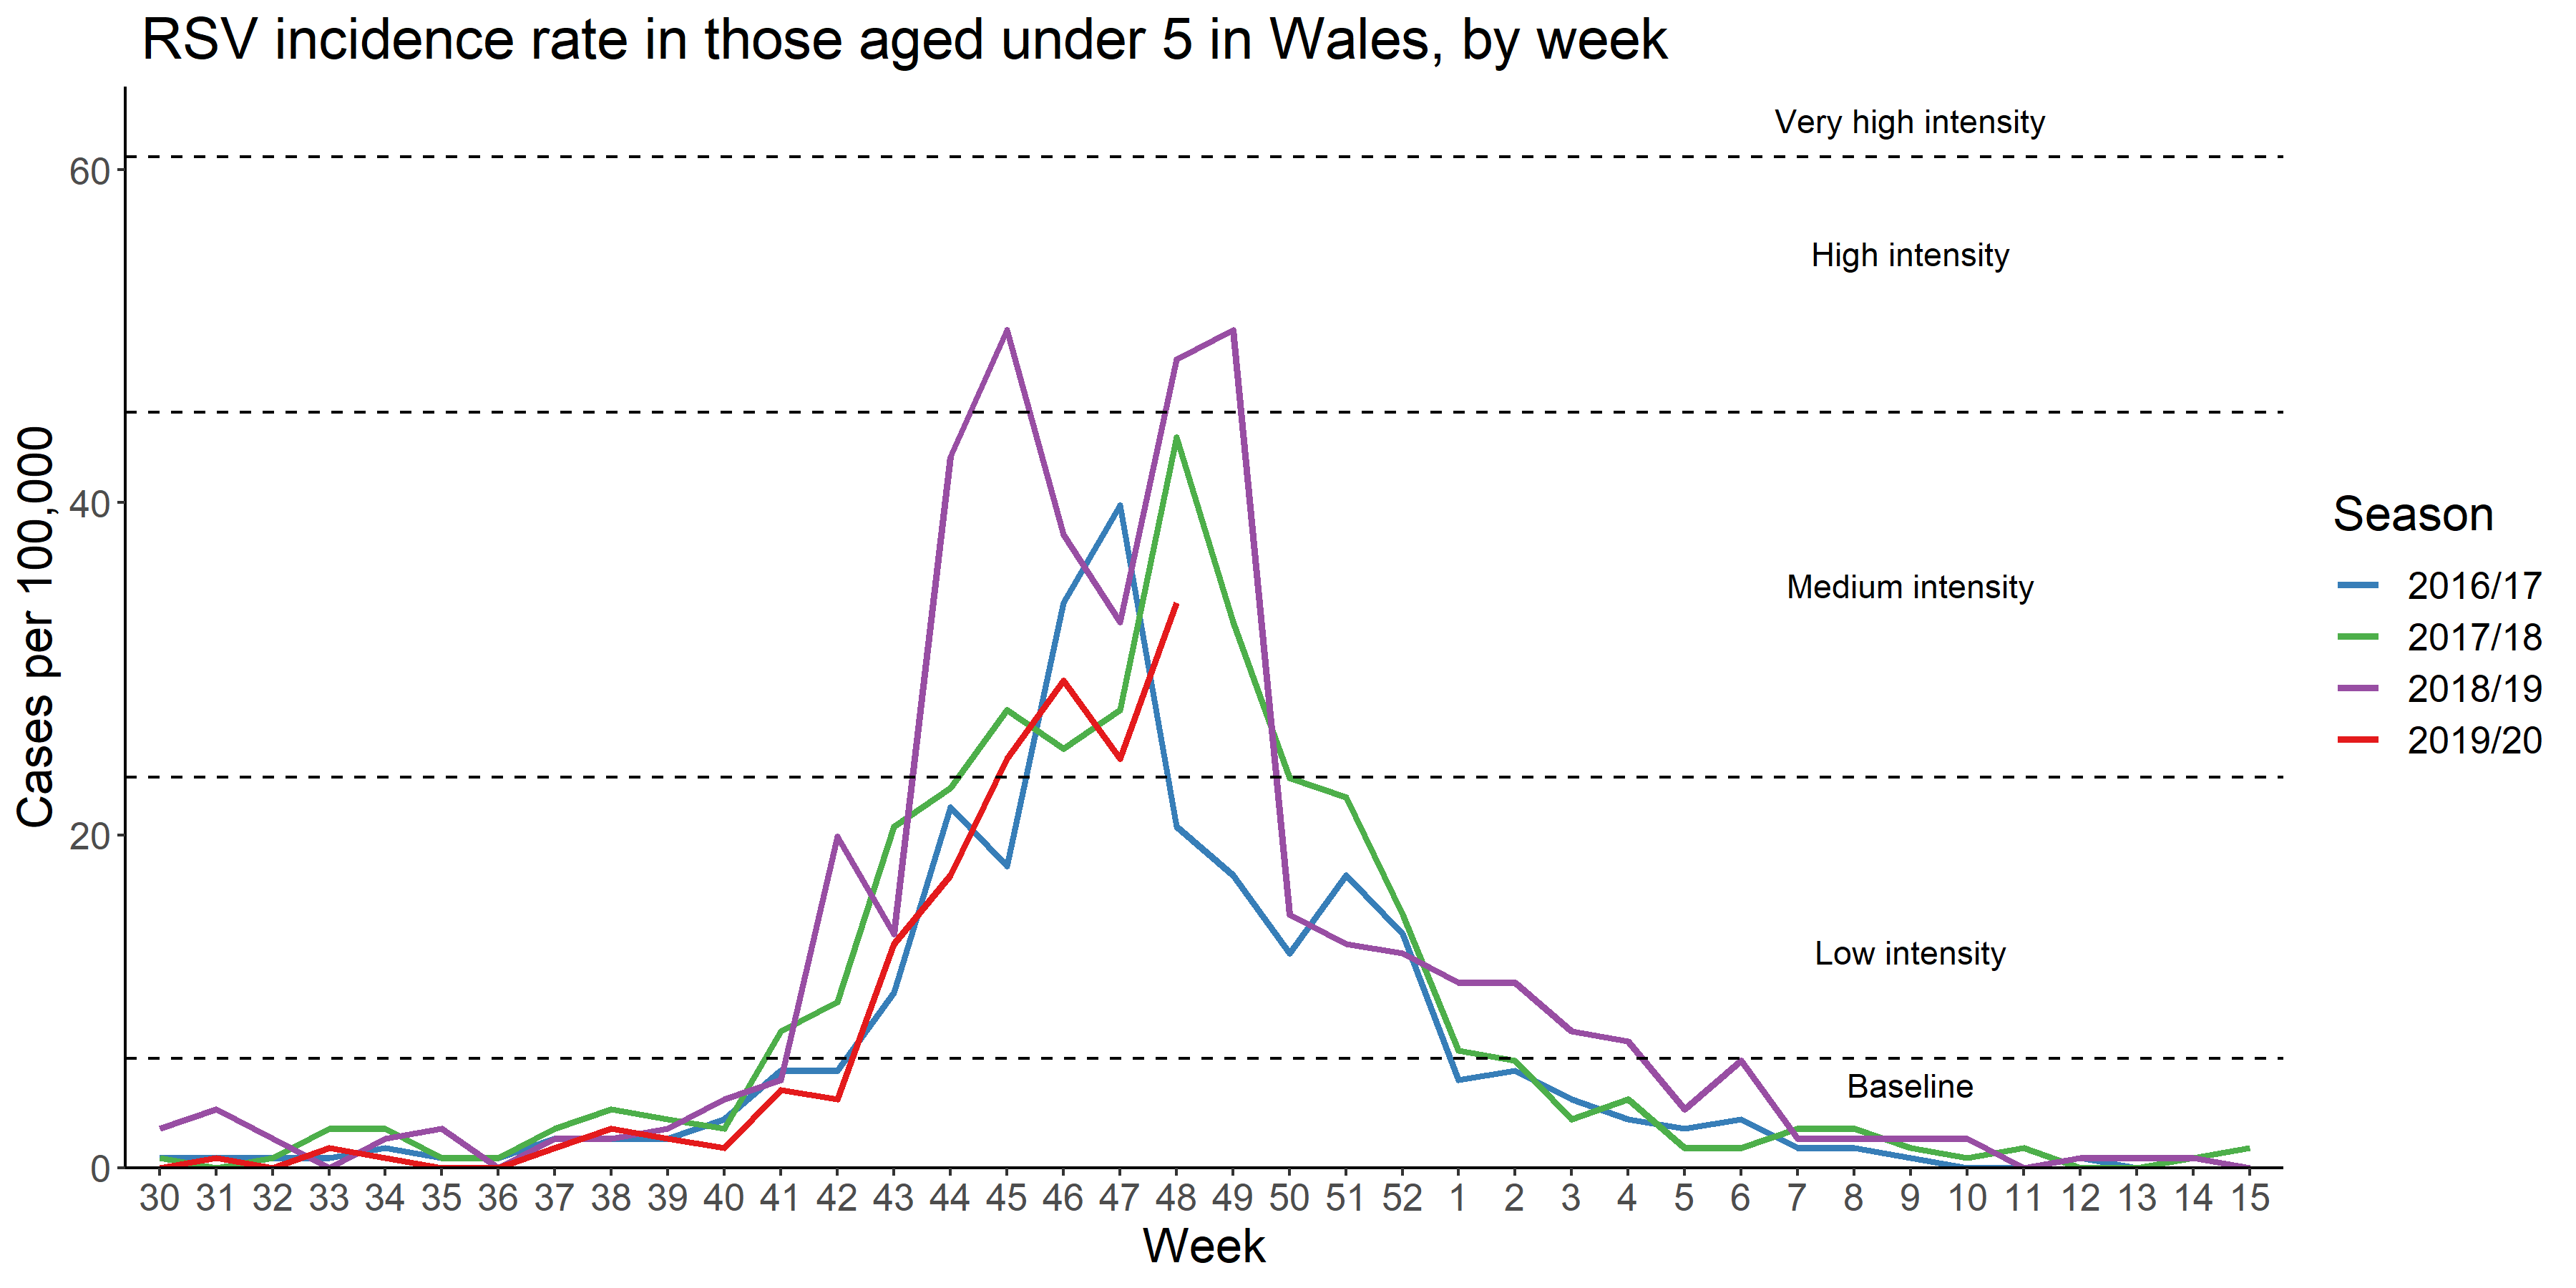 RSV incidence rate in those aged under 5 in Wales, by week
Very high intensity
60
High intensity
Cases per 100,000
40
Medium intensity
20
Low intensity
Baseline
0
30 31 32 33 34 35 36 37 38 39 40 41 42 43 44 45 46 47 48 49 50 51 52 1 2 3 4 5 6 7 8 9 10 11 12 13 14 15
Week
Season
2016/17
2017/18
2018/19
2019/20